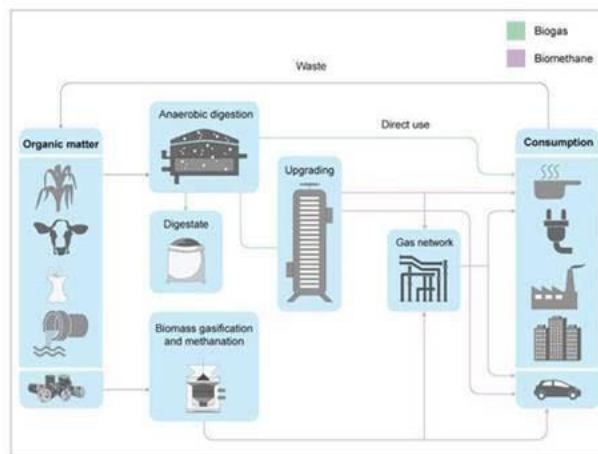 Biogas
Biomethane
Waste
Anaerobic digestion
Direct use
Organic matter
Consumption
Upgrading
Digestate
Gas network
Biomass gasification
and methanation